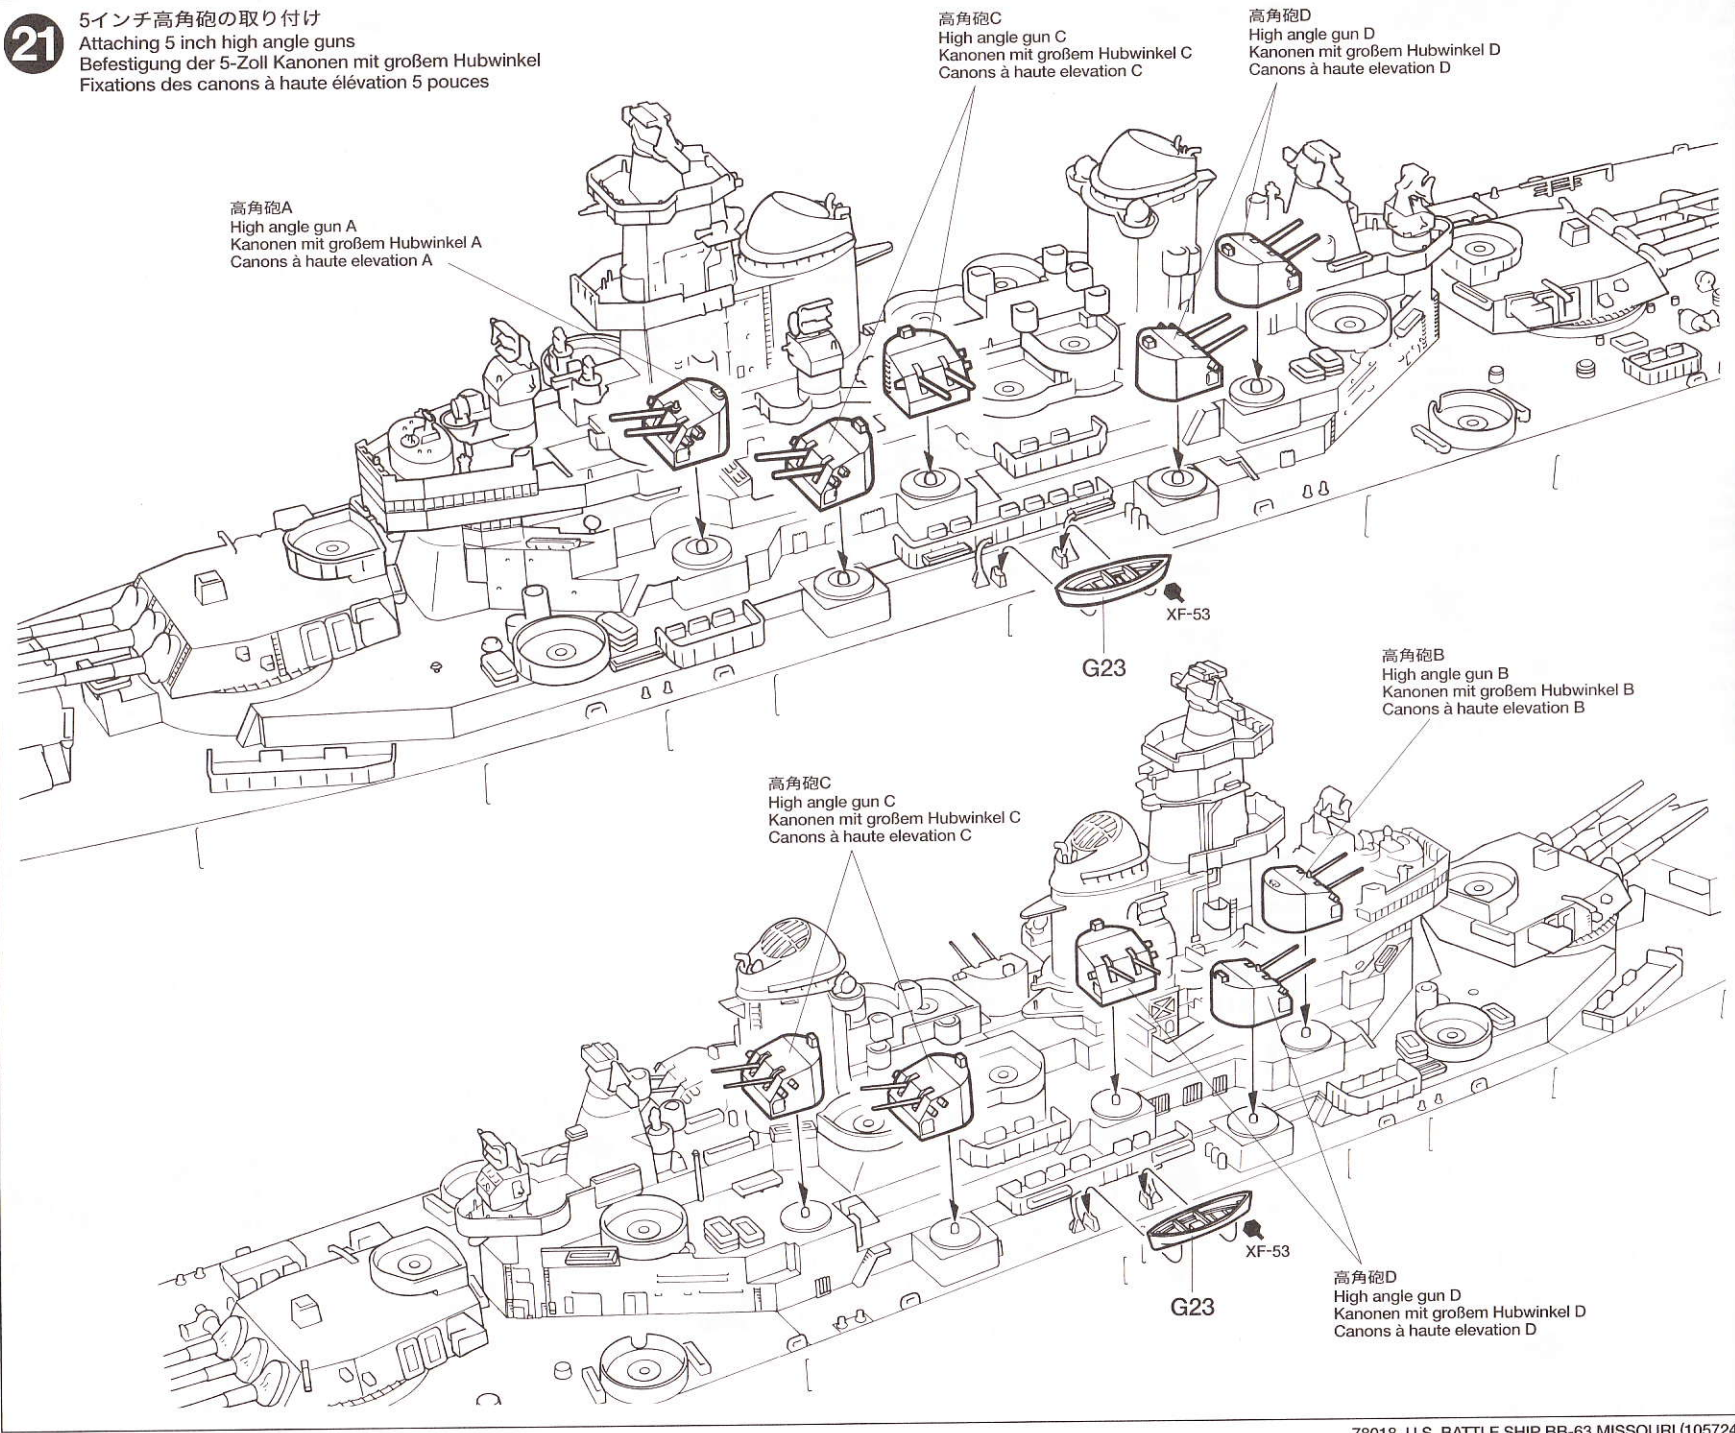 21
5インチ高角砲の取り付け
Attaching 5 inch high angle guns
Befestigung der 5-Zoll Kanonen mit großem Hubwinkel
Fixations des canons à haute élévation 5 pouces
高角砲C
High angle gun C
Kanonen mit großem Hubwinkel C
Canons à haute elevation C
高角砲D
High angle gun D
Kanonen mit großem Hubwinkel D
Canons à haute elevation D
高角砲A
High angle gun A
Kanonen mit großem Hubwinkel A
Canons à haute elevation A
XF-53
G23
高角砲B
High angle gun B
Kanonen mit großem Hubwinkel B
Canons à haute elevation B
高角砲C
High angle gun C
Kanonen mit großem Hubwinkel C
Canons à haute elevation C
XF-53
G23
高角砲D
High angle gun D
Kanonen mit großem Hubwinkel D
Canons à haute elevation D
78018 U.S. BATTLE SHIP BB-63 MISSOURI (105724